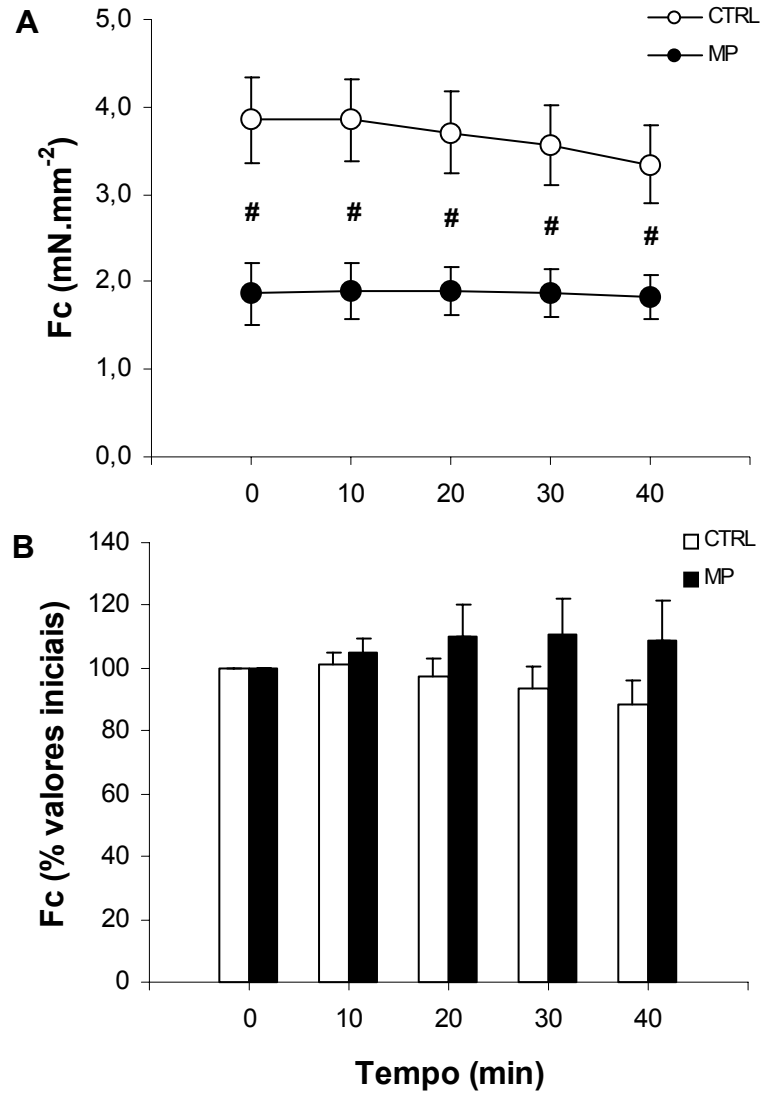 A
5,0
CTRL
MP
4,0
3,0
2,0
1,0
0,0
Fc (mN.mm-2)
# # # # #
0 10 20 30 40
B
140
CTRL
MP
120
100
80
60
40
20
0
Fc (% valores iniciais)
0 10 20 30 40
Tempo (min)